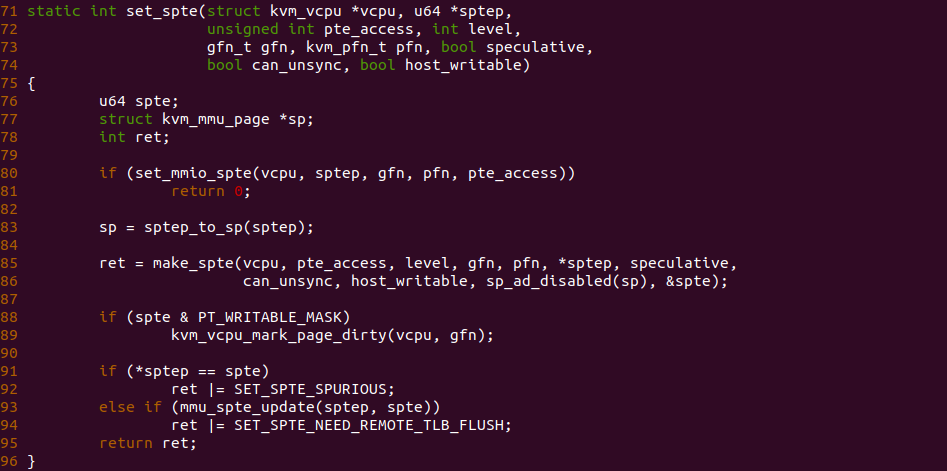 71 static int set_spte(struct kvm_vcpu *vcpu, u64 *sptep,
72                     unsigned int pte_access, int level,
73                     gfn_t gfn, kvm_pfn_t pfn, bool speculative,
74                     bool can_unsync, bool host_writable)
75 {
76         u64 spte;
77         struct kvm_mmu_page *sp;
78         int ret;
79
80         if (set_mmio_spte(vcpu, sptep, gfn, pfn, pte_access))
81                 return 0;
82
83         sp = sptep_to_sp(sptep);
84
85         ret = make_spte(vcpu, pte_access, level, gfn, pfn, *sptep, speculative,
86                         can_unsync, host_writable, sp_ad_disabled(sp), &spte);
87
88         if (spte & PT_WRITABLE_MASK)
89                 kvm_vcpu_mark_page_dirty(vcpu, gfn);
90
91         if (*sptep == spte)
92                 ret |= SET_SPTE_SPURIOUS;
93         else if (mmu_spte_update(sptep, spte))
94                 ret |= SET_SPTE_NEED_REMOTE_TLB_FLUSH;
95         return ret;
96 }